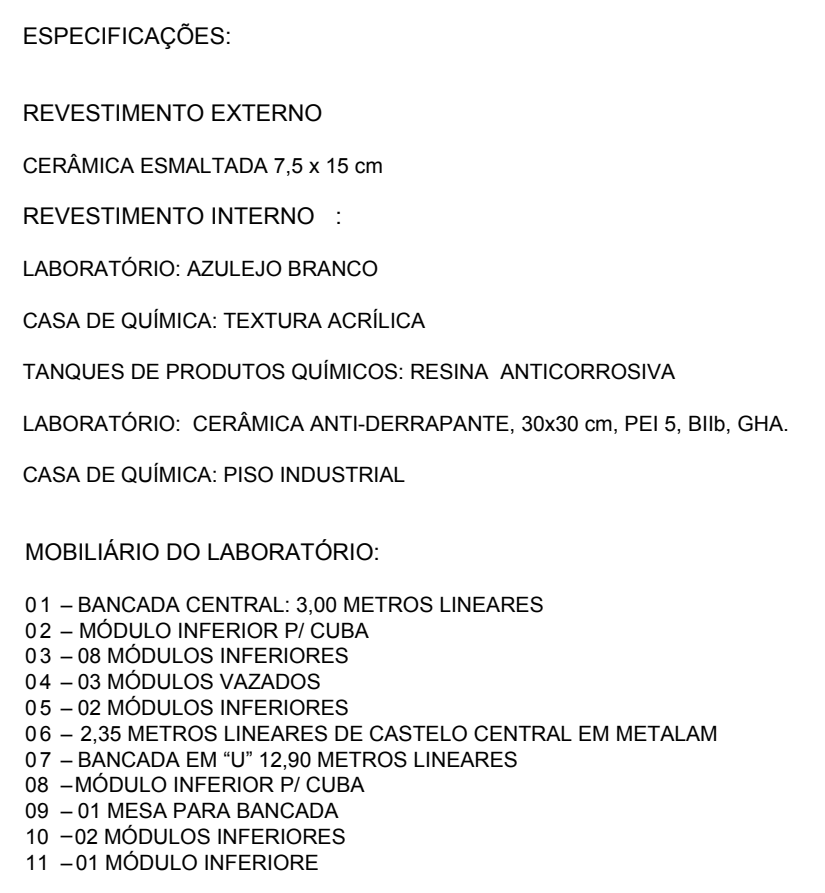 ESPECIFICAÇÕES:
REVESTIMENTO EXTERNO
CERÂMICA ESMALTADA 7,5 x 15 cm
REVESTIMENTO INTERNO :
LABORATÓRIO: AZULEJO BRANCO
CASA DE QUÍMICA: TEXTURA ACRÍLICA
TANQUES DE PRODUTOS QUÍMICOS: RESINA ANTICORROSIVA
LABORATÓRIO: CERÂMICA ANTI-DERRAPANTE, 30x30 cm, PEI 5, BIIb, GHA.
CASA DE QUÍMICA: PISO INDUSTRIAL
MOBILIÁRIO DO LABORATÓRIO:
01 – BANCADA CENTRAL: 3,00 METROS LINEARES
02 – MÓDULO INFERIOR P/ CUBA
03 – 08 MÓDULOS INFERIORES
04 – 03 MÓDULOS VAZADOS
05 – 02 MÓDULOS INFERIORES
06 – 2,35 METROS LINEARES DE CASTELO CENTRAL EM METALAM
07 – BANCADA EM “U” 12,90 METROS LINEARES
08 – MÓDULO INFERIOR P/ CUBA
09 – 01 MESA PARA BANCADA
10 – 02 MÓDULOS INFERIORES
11 – 01 MÓDULO INFERIORE